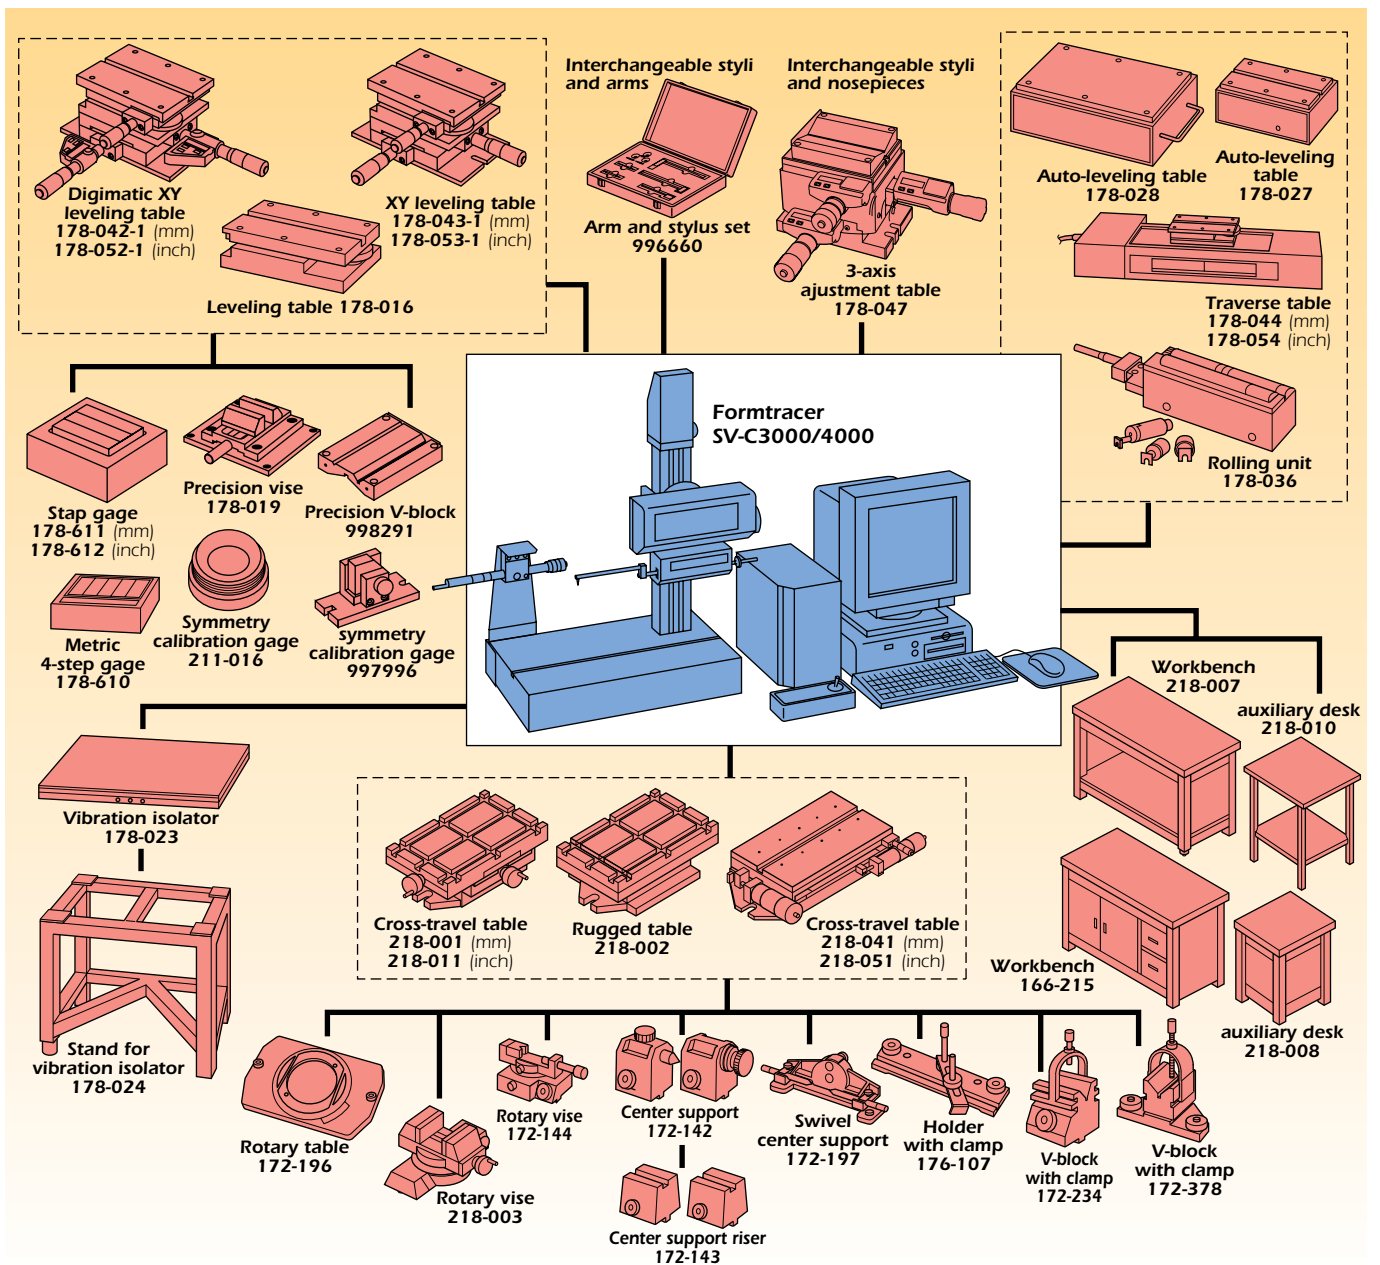 Digimatic XY
leveling table
178-042-1 (mm)
178-052-1 (inch)
XY leveling table
178-043-1 (mm)
178-053-1 (inch)
Leveling table 178-016
Interchangeable styli
and arms
Arm and stylus set
996660
Interchangeable styli
and nosepieces
3-axis
ajustment table
178-047
Auto-leveling table
178-028
Auto-leveling
table
178-027
Traverse table
178-044 (mm)
178-054 (inch)
Rolling unit
178-036
Stap gage
178-611 (mm)
178-612 (inch)
Precision vise
178-019
Precision V-block
998291
Metric
4-step gage
178-610
Symmetry
calibration gage
211-016
symmetry
calibration gage
997996
Formtracer
SV-C3000/4000
Workbench
218-007
auxiliary desk
218-010
Workbench
166-215
auxiliary desk
218-008
Vibration isolator
178-023
Stand for
vibration isolator
178-024
Cross-travel table
218-001 (mm)
218-011 (inch)
Rugged table
218-002
Cross-travel table
218-041 (mm)
218-051 (inch)
Rotary table
172-196
Rotary vise
218-003
Rotary vise
172-144
Center support
172-142
Center support riser
172-143
Swivel
center support
172-197
Holder
with clamp
176-107
V-block
with clamp
172-234
V-block
with clamp
172-378